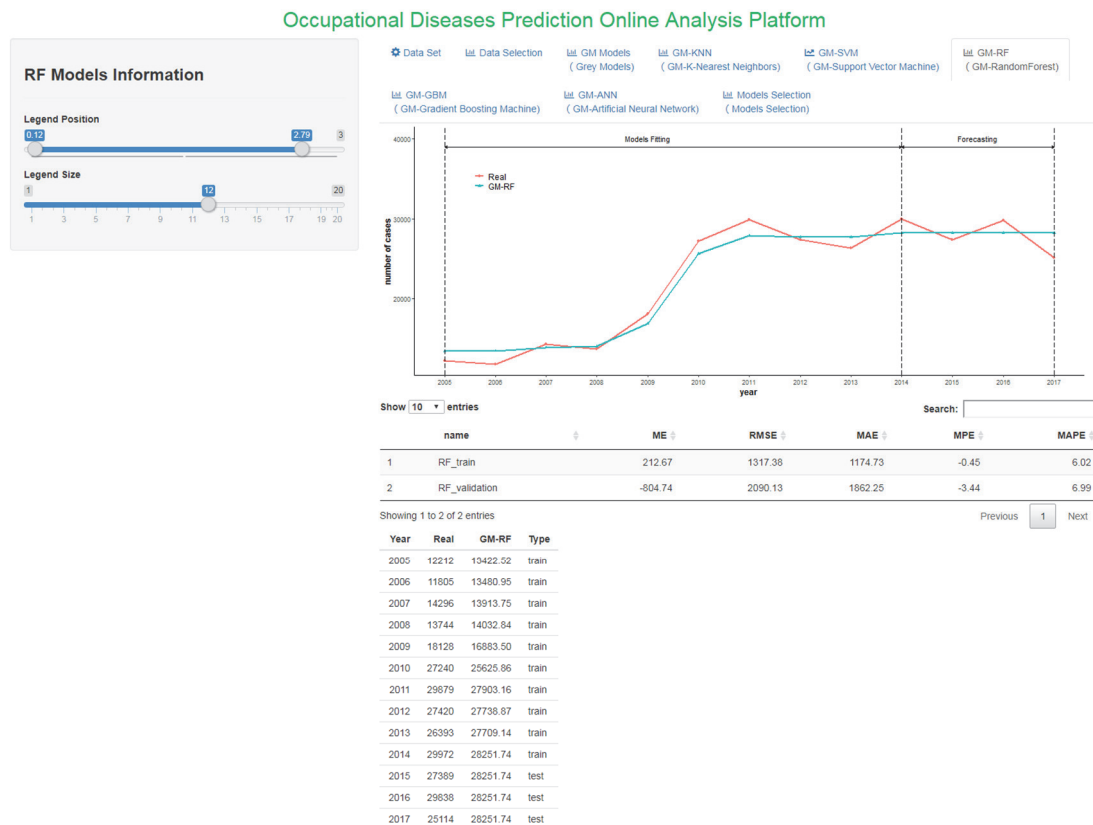 Occupational Diseases Prediction Online Analysis Platform
RF Models Information
Legend Position
0.12 2.79 3
Legend Size
1 12 20
1 3 5 7 9 11 13 15 17 19 20
Data Set
Data Selection
GM Models
( Grey Models)
GM-KNN
( GM-K-Nearest Neighbors)
GM-SVM
( GM-Support Vector Machine)
GM-RF
( GM-RandomForest)
GM-GBM
( GM-Gradient Boosting Machine)
GM-ANN
( GM-Artificial Neural Network)
Models Selection
( Models Selection)
40000
Models Fitting
Forecasting
Real
GM-RF
30000
number of cases
20000
2005 2006 2007 2008 2009 2010 2011 2012 2013 2014 2015 2016 2017
year
Show 10 entries
Search:
name ME RMSE MAE MPE MAPE
1 RF_train 212.67 1317.38 1174.73 -0.45 6.02
2 RF_validation -804.74 2090.13 1862.25 -3.44 6.99
Showing 1 to 2 of 2 entries
Previous 1 Next
Year Real GM-RF Type
2005 12212 13422.52 train
2006 11805 13480.95 train
2007 14296 13913.75 train
2008 13744 14032.84 train
2009 18128 16883.50 train
2010 27240 25625.86 train
2011 29879 27903.16 train
2012 27420 27738.87 train
2013 26393 27709.14 train
2014 29972 28251.74 train
2015 27389 28251.74 test
2016 29838 28251.74 test
2017 25114 28251.74 test